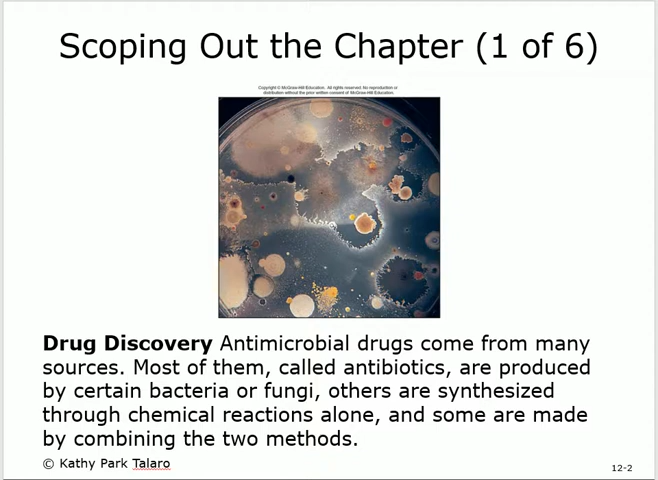 Scoping Out the Chapter (1 of 6)
Copyright © McGraw-Hill Education. All rights reserved. No reproduction or
distribution without the prior written consent of McGraw-Hill Education.
Drug Discovery Antimicrobial drugs come from many
sources. Most of them, called antibiotics, are produced
by certain bacteria or fungi, others are synthesized
through chemical reactions alone, and some are made
by combining the two methods.
© Kathy Park Talaro
12-2